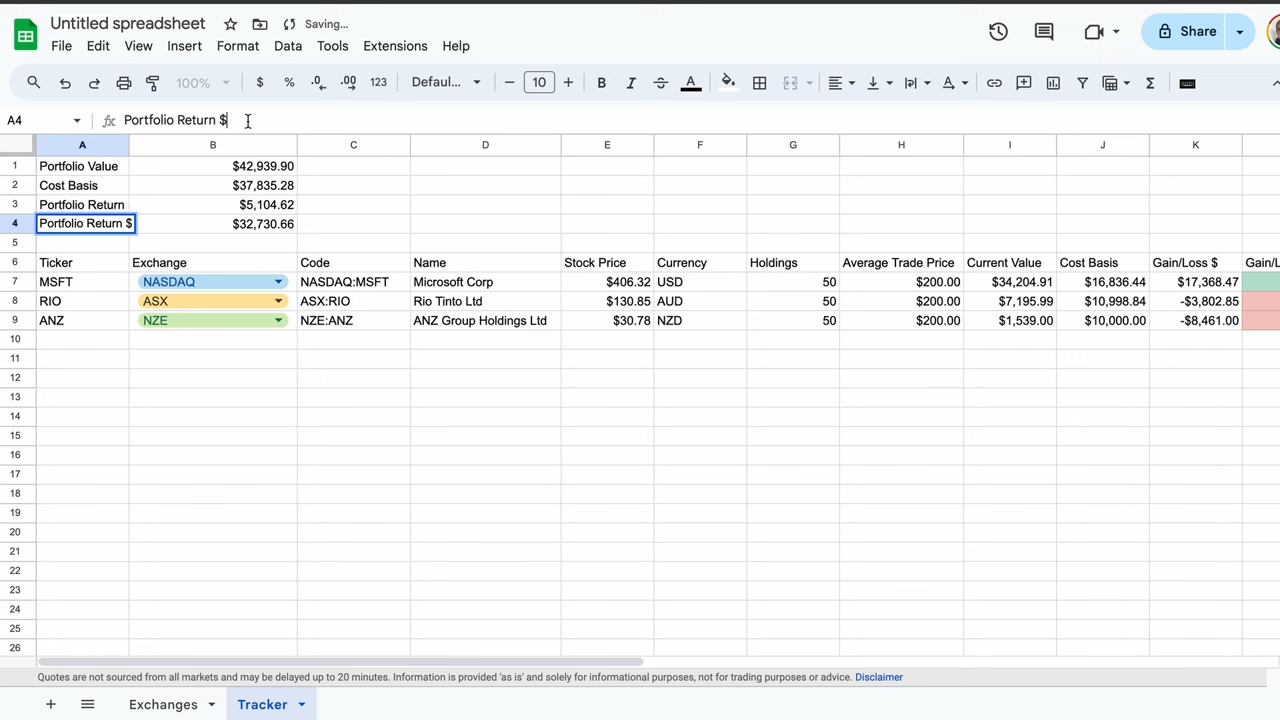 Untitled spreadsheet Saving...
File Edit View Insert Format Data Tools Extensions Help
Share
100% $ % .0 .00 123 Defaul... 10 B I A
A4 fx Portfolio Return $
A B C D E F G H I J K
1 Portfolio Value $42,939.90
2 Cost Basis $37,835.28
3 Portfolio Return $5,104.62
4 Portfolio Return $ $32,730.66
5
6 Ticker Exchange Code Name Stock Price Currency Holdings Average Trade Price Current Value Cost Basis Gain/Loss $ Gain/L
7 MSFT NASDAQ NASDAQ:MSFT Microsoft Corp $406.32 USD 50 $200.00 $34,204.91 $16,836.44 $17,368.47
8 RIO ASX ASX:RIO Rio Tinto Ltd $130.85 AUD 50 $200.00 $7,195.99 $10,998.84 -$3,802.85
9 ANZ NZE NZE:ANZ ANZ Group Holdings Ltd $30.78 NZD 50 $200.00 $1,539.00 $10,000.00 -$8,461.00
10
11
12
13
14
15
16
17
18
19
20
21
22
23
24
25
26
Quotes are not sourced from all markets and may be delayed up to 20 minutes. Information is provided 'as is' and solely for informational purposes, not for trading purposes or advice. Disclaimer
Exchanges Tracker